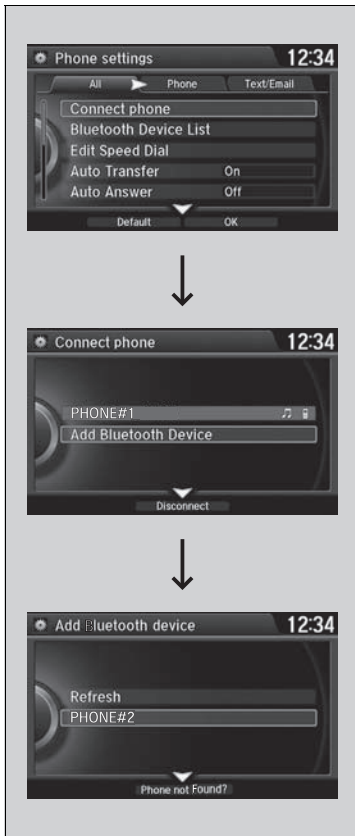 Phone settings 12:34
All Phone Text/Email
Connect phone
Bluetooth Device List
Edit Speed Dial
Auto Transfer On
Auto Answer Off
Default OK
Connect phone 12:34
PHONE#1
Add Bluetooth Device
Disconnect
Add Bluetooth device 12:34
Refresh
PHONE#2
Phone not Found?